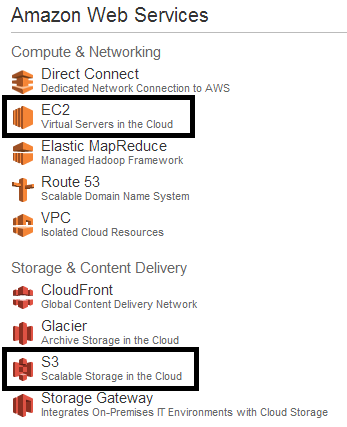 Amazon Web Services
Compute & Networking
Direct Connect
Dedicated Network Connection to AWS
EC2
Virtual Servers in the Cloud
Elastic MapReduce
Managed Hadoop Framework
Route 53
Scalable Domain Name System
VPC
Isolated Cloud Resources
Storage & Content Delivery
CloudFront
Global Content Delivery Network
Glacier
Archive Storage in the Cloud
S3
Scalable Storage in the Cloud
Storage Gateway
Integrates On-Premises IT Environments with Cloud Storage